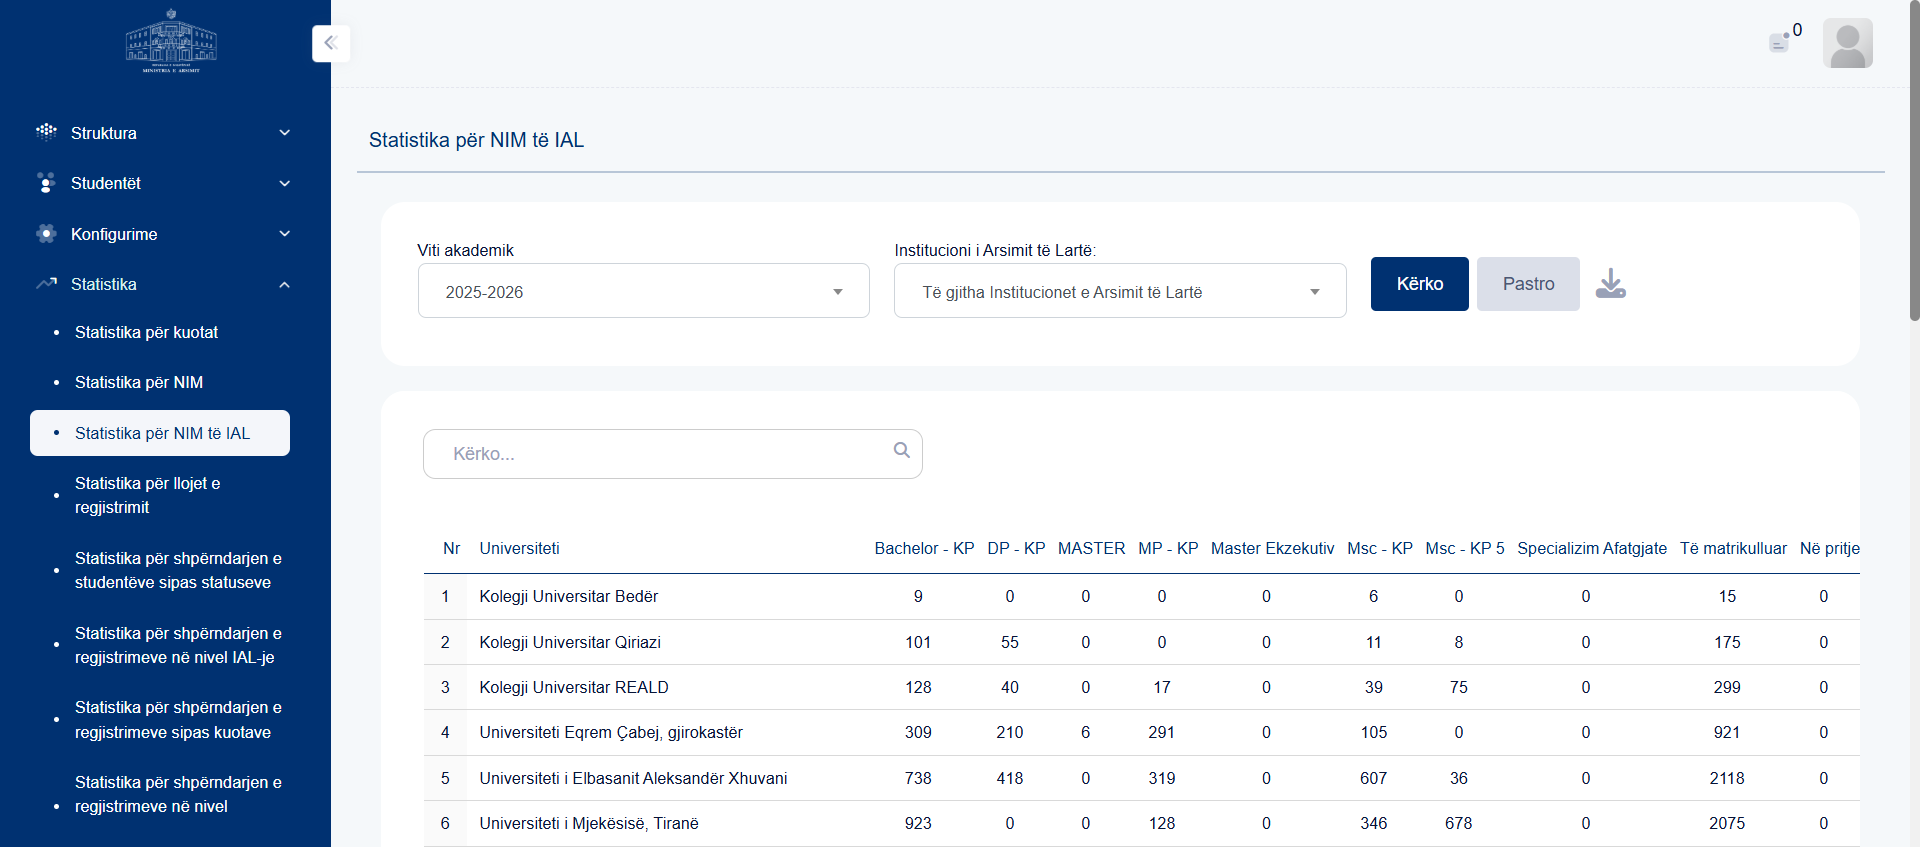 REPUBLIKA E SHQIPËRISË
MINISTRIA E ARSIMIT
0
Struktura
Studentët
Konfigurime
Statistika
Statistika për kuotat
Statistika për NIM
Statistika për NIM të IAL
Statistika për llojet e
regjistrimit
Statistika për shpërndarjen e
studentëve sipas statuseve
Statistika për shpërndarjen e
regjistrimeve në nivel IAL-je
Statistika për shpërndarjen e
regjistrimeve sipas kuotave
Statistika për shpërndarjen e
regjistrimeve në nivel
Statistika për NIM të IAL
Viti akademik
2025-2026
Institucioni i Arsimit të Lartë:
Të gjitha Institucionet e Arsimit të Lartë
Kërko
Pastro
Kërko...
Nr Universiteti Bachelor - KP DP - KP MASTER MP - KP Master Ekzekutiv Msc - KP Msc - KP 5 Specializim Afatgjate Të matrikulluar Në pritje
1 Kolegji Universitar Bedër 9 0 0 0 0 6 0 0 15 0
2 Kolegji Universitar Qiriazi 101 55 0 0 0 11 8 0 175 0
3 Kolegji Universitar REALD 128 40 0 17 0 39 75 0 299 0
4 Universiteti Eqrem Çabej, gjirokastër 309 210 6 291 0 105 0 0 921 0
5 Universiteti i Elbasanit Aleksandër Xhuvani 738 418 0 319 0 607 36 0 2118 0
6 Universiteti i Mjekësisë, Tiranë 923 0 0 128 0 346 678 0 2075 0